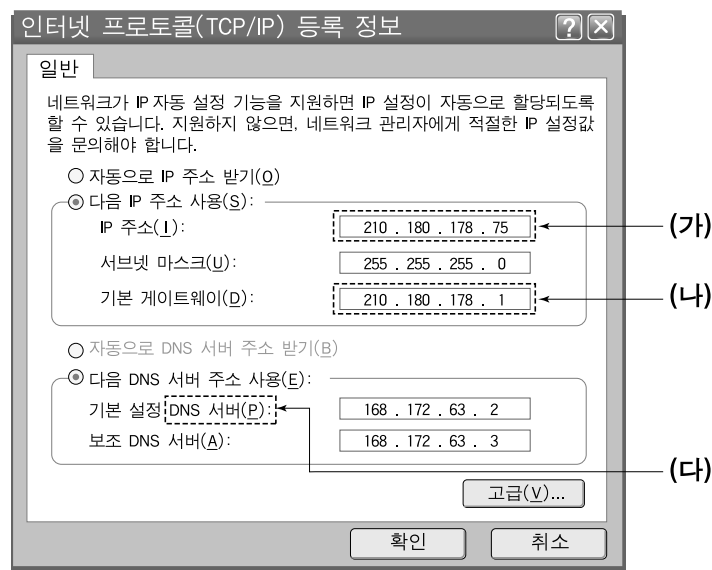 인터넷 프로토콜(TCP/IP) 등록 정보
일반
네트워크가 IP자동 설정 기능을 지원하면 IP 설정이 자동으로 할당되도록
할 수 있습니다. 지원하지 않으면, 네트워크 관리자에게 적절한 IP 설정값
을 문의해야 합니다.
자동으로 IP 주소 받기(O)
다음 IP 주소 사용(S):
IP 주소(I): 210 . 180 . 178 . 75 (가)
서브넷 마스크(U): 255 . 255 . 255 . 0
기본 게이트웨이(D): 210 . 180 . 178 . 1 (나)
자동으로 DNS 서버 주소 받기(B)
다음 DNS 서버 주소 사용(E):
기본 설정 DNS 서버(P): 168 . 172 . 63 . 2
보조 DNS 서버(A): 168 . 172 . 63 . 3
(다)
고급(V)...
확인 취소